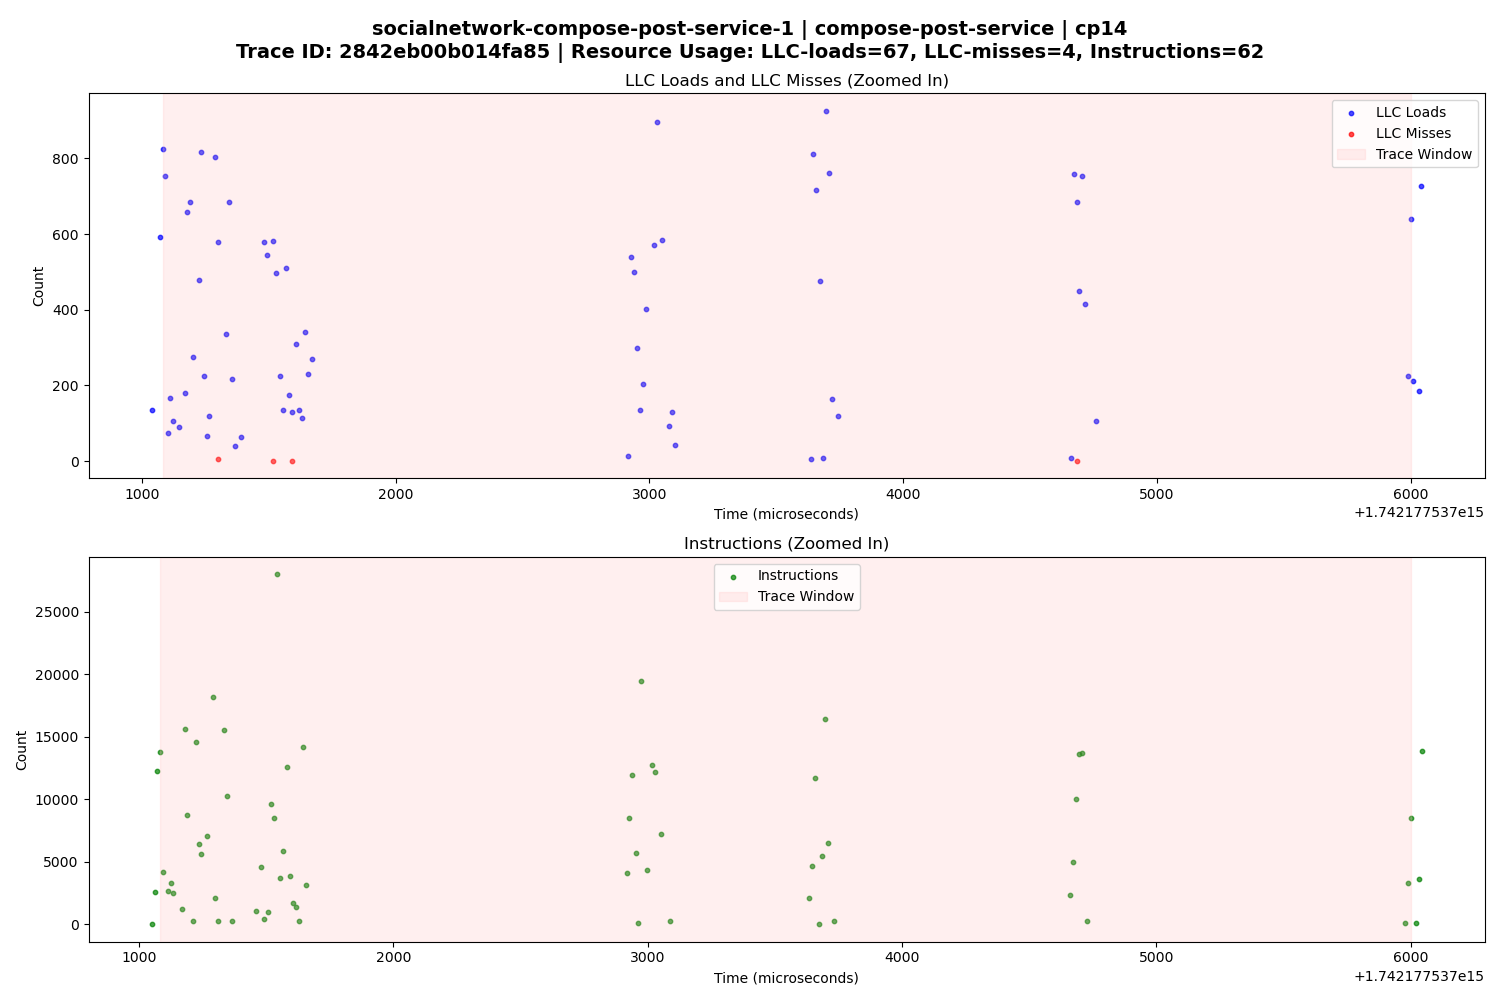 socialnetwork-compose-post-service-1 | compose-post-service | cp14
Trace ID: 2842eb00b014fa85 | Resource Usage: LLC-loads=67, LLC-misses=4, Instructions=62
LLC Loads and LLC Misses (Zoomed In)
LLC Loads
LLC Misses
Trace Window
Count
800
600
400
200
0
1000 2000 3000 4000 5000 6000
Time (microseconds)
+1.742177537e15
Instructions (Zoomed In)
Instructions
Trace Window
Count
25000
20000
15000
10000
5000
0
1000 2000 3000 4000 5000 6000
Time (microseconds)
+1.742177537e15